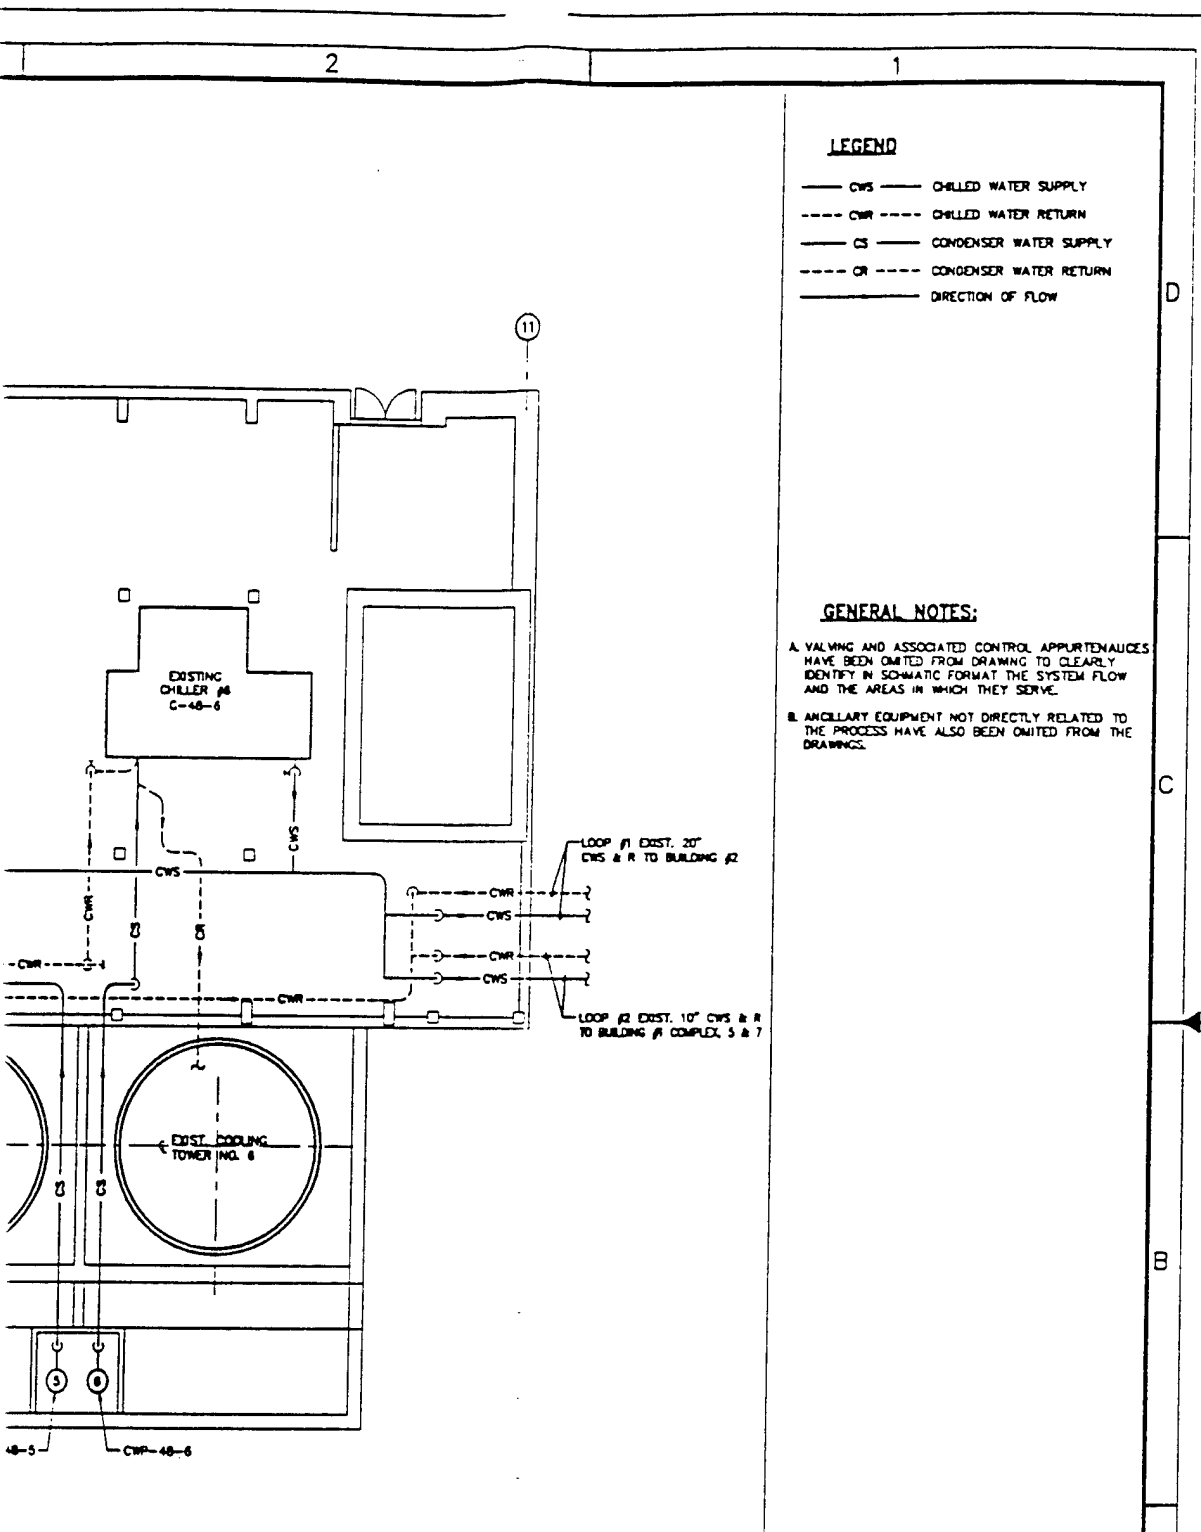 2
1
LEGEND
CWS CHILLED WATER SUPPLY
CWR CHILLED WATER RETURN
CS CONDENSER WATER SUPPLY
CR CONDENSER WATER RETURN
DIRECTION OF FLOW
D
11
GENERAL NOTES:
A. VALVING AND ASSOCIATED CONTROL APPURTENAUCES
HAVE BEEN OMITED FROM DRAWING TO CLEARLY
IDENTIFY IN SCHMATIC FORMAT THE SYSTEM FLOW
AND THE AREAS IN WHICH THEY SERVE.
B. ANCILLARY EQUIPMENT NOT DIRECTLY RELATED TO
THE PROCESS HAVE ALSO BEEN OMITED FROM THE
DRAWINGS.
EXISTING
CHILLER #6
C-48-6
C
CWS
LOOP #1 EXIST. 20"
CWS & R TO BUILDING #2
CWS
CWR
CWR
CS
CR
CWS
CWR
CWR
CWS
CWR
LOOP #2 EXIST. 10" CWS & R
TO BUILDING #1 COMPLEX, 5 & 7
EXIST. COOLING
TOWER NO. 6
CS
CS
B
5
6
48-5
CWP-48-6